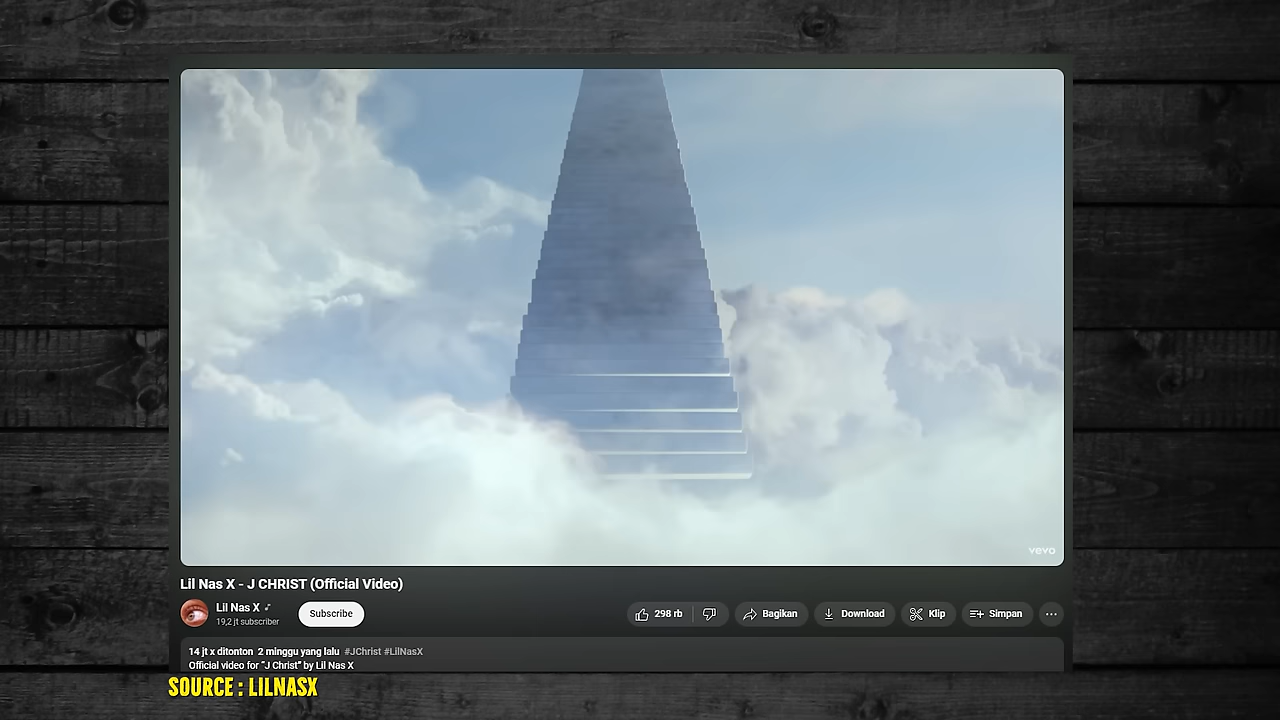 vevo
Lil Nas X - J CHRIST (Official Video)
Lil Nas X
19,2 jt subscriber
Subscribe
298 rb
Bagikan
Download
Klip
Simpan
14 jt x ditonton 2 minggu yang lalu #JChrist #LilNasX
Official video for "J Christ" by Lil Nas X
SOURCE : LILNASX